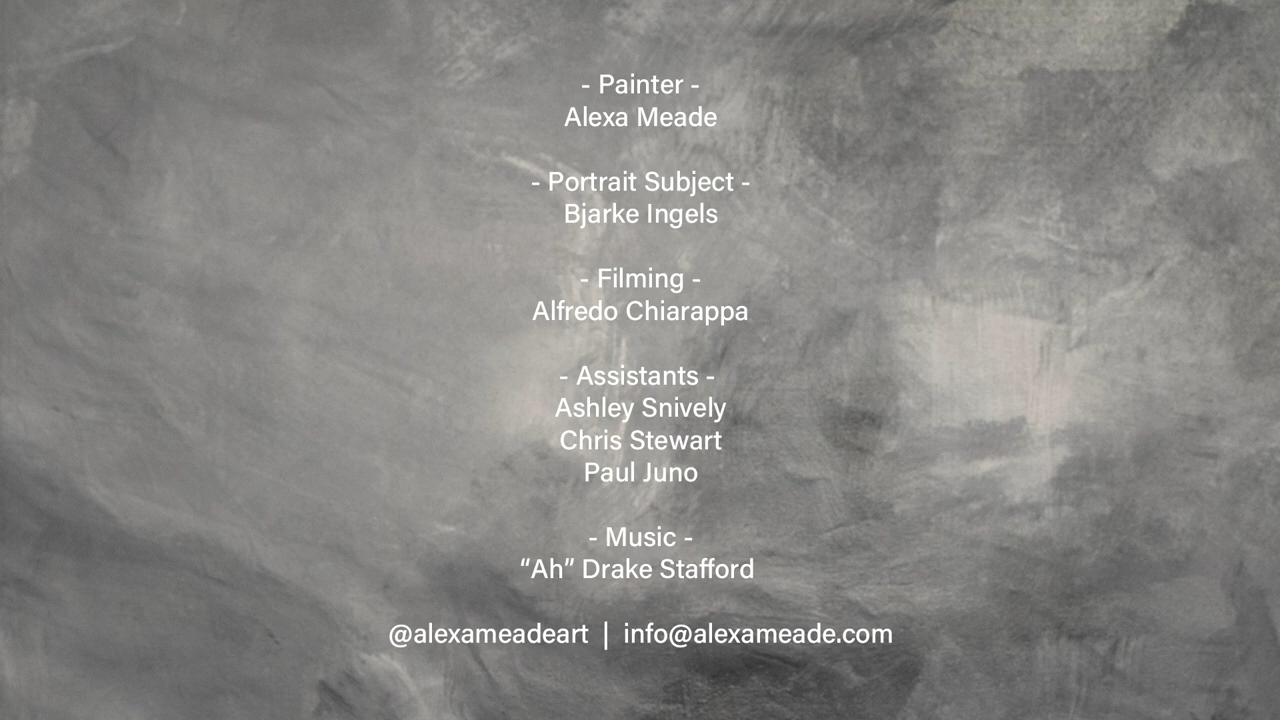 - Painter -
Alexa Meade
- Portrait Subject -
Bjarke Ingels
- Filming -
Alfredo Chiarappa
- Assistants -
Ashley Snively
Chris Stewart
Paul Juno
- Music -
“Ah” Drake Stafford
@alexameadeart | info@alexameade.com